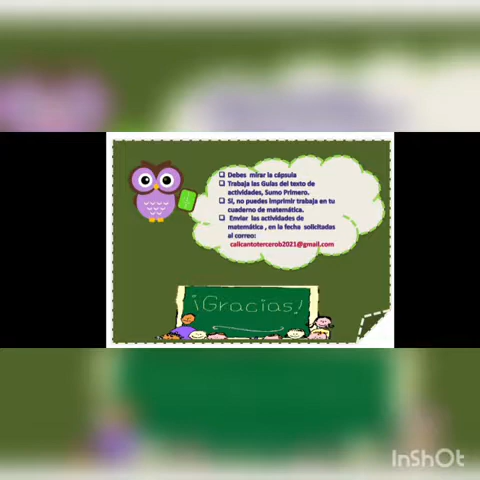 Debes mirar la cápsula
Trabaja las Guías del texto de
actividades, Sumo Primero.
Si, no puedes imprimir trabaja en tu
cuaderno de matemática.
Enviar las actividades de
matemática , en la fecha solicitadas
al correo:
calicantotercerob2021@gmail.com
¡Gracias!
InShOt